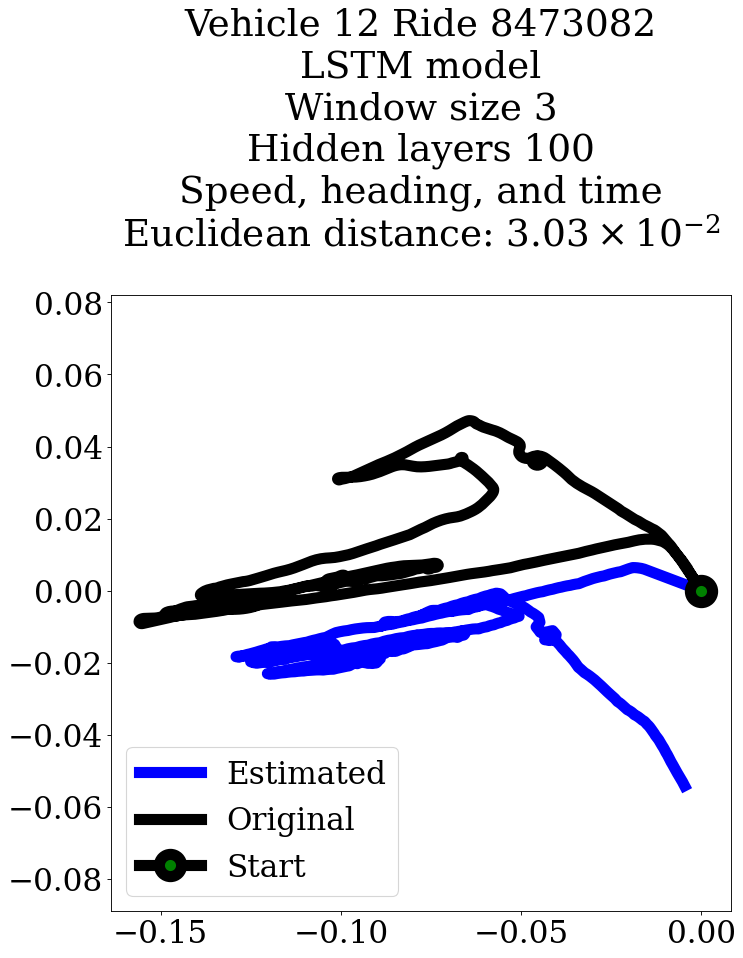 Vehicle 12 Ride 8473082
LSTM model
Window size 3
Hidden layers 100
Speed, heading, and time
Euclidean distance: 3.03 × 10⁻²
0.08
0.06
0.04
0.02
0.00
−0.02
−0.04
−0.06
−0.08
Estimated
Original
Start
−0.15 −0.10 −0.05 0.00